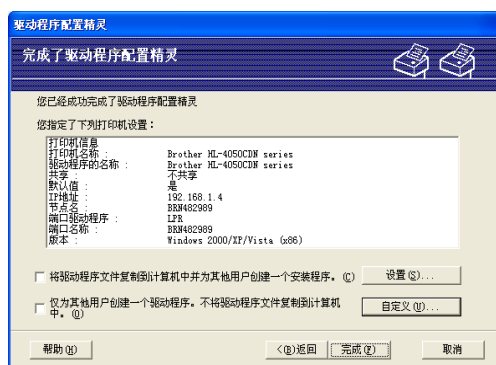 驱动程序配置精灵
完成了驱动程序配置精灵
您已经成功完成了驱动程序配置精灵
您指定了下列打印机设置：
打印机信息
打印机名称 : Brother HL-4050CDN series
驱动程序的名称 : Brother HL-4050CDN series
共享 : 不共享
默认值 : 是
IP地址 : 192.168.1.4
节点名 : BRN482989
端口驱动程序 : LPR
端口名称 : BRN482989
版本 : Windows 2000/XP/Vista (x86)
将驱动程序文件复制到计算机中并为其他用户创建一个安装程序。(C) 设置(S)...
仅为其他用户创建一个驱动程序。不将驱动程序文件复制到计算机
中。(O) 自定义(U)...
帮助(H) <(B)返回 完成(F) 取消